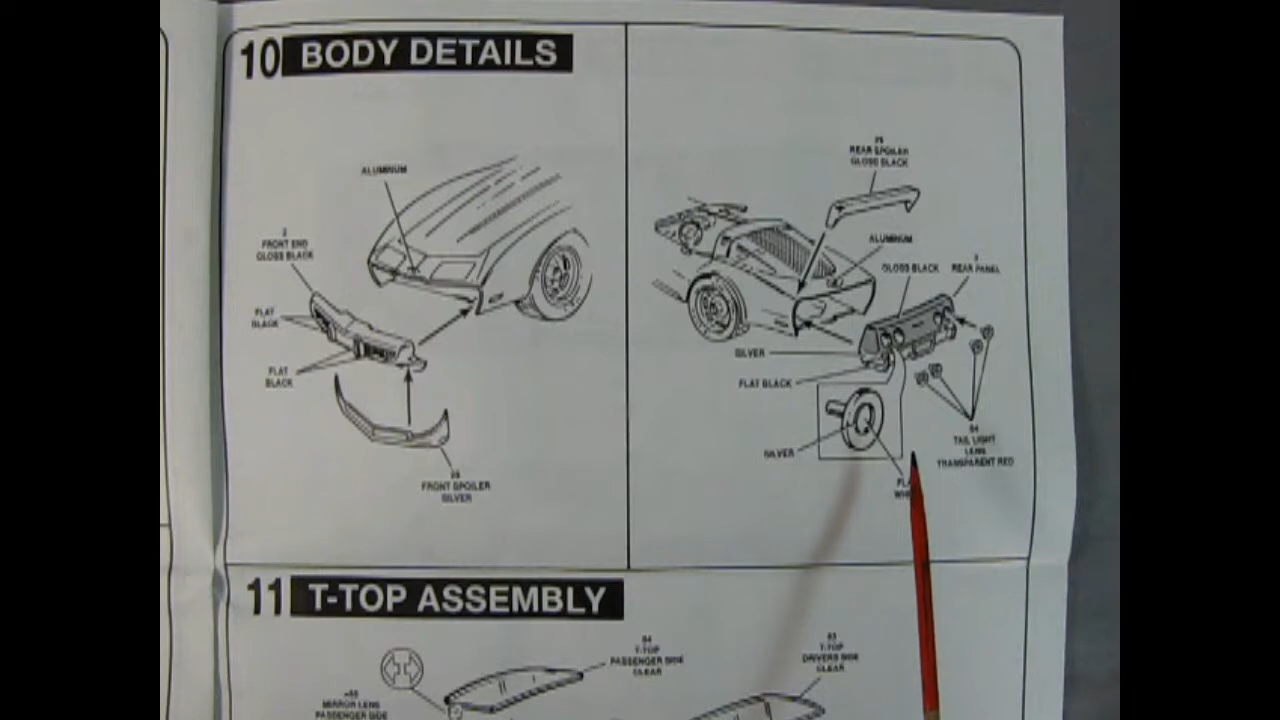 10 BODY DETAILS
ALUMINUM
FRONT END
GLOSS BLACK
FLAT
BLACK
FLAT
BLACK
FRONT SPOILER
SILVER
REAR SPOILER
GLOSS BLACK
ALUMINUM
GLOSS BLACK
REAR PANEL
SILVER
FLAT BLACK
SILVER
TAIL LIGHT
LENS
TRANSPARENT RED
11 T-TOP ASSEMBLY
T-TOP
PASSENGER SIDE
CLEAR
T-TOP
DRIVERS SIDE
CLEAR
MIRROR LENS
PASSENGER SIDE